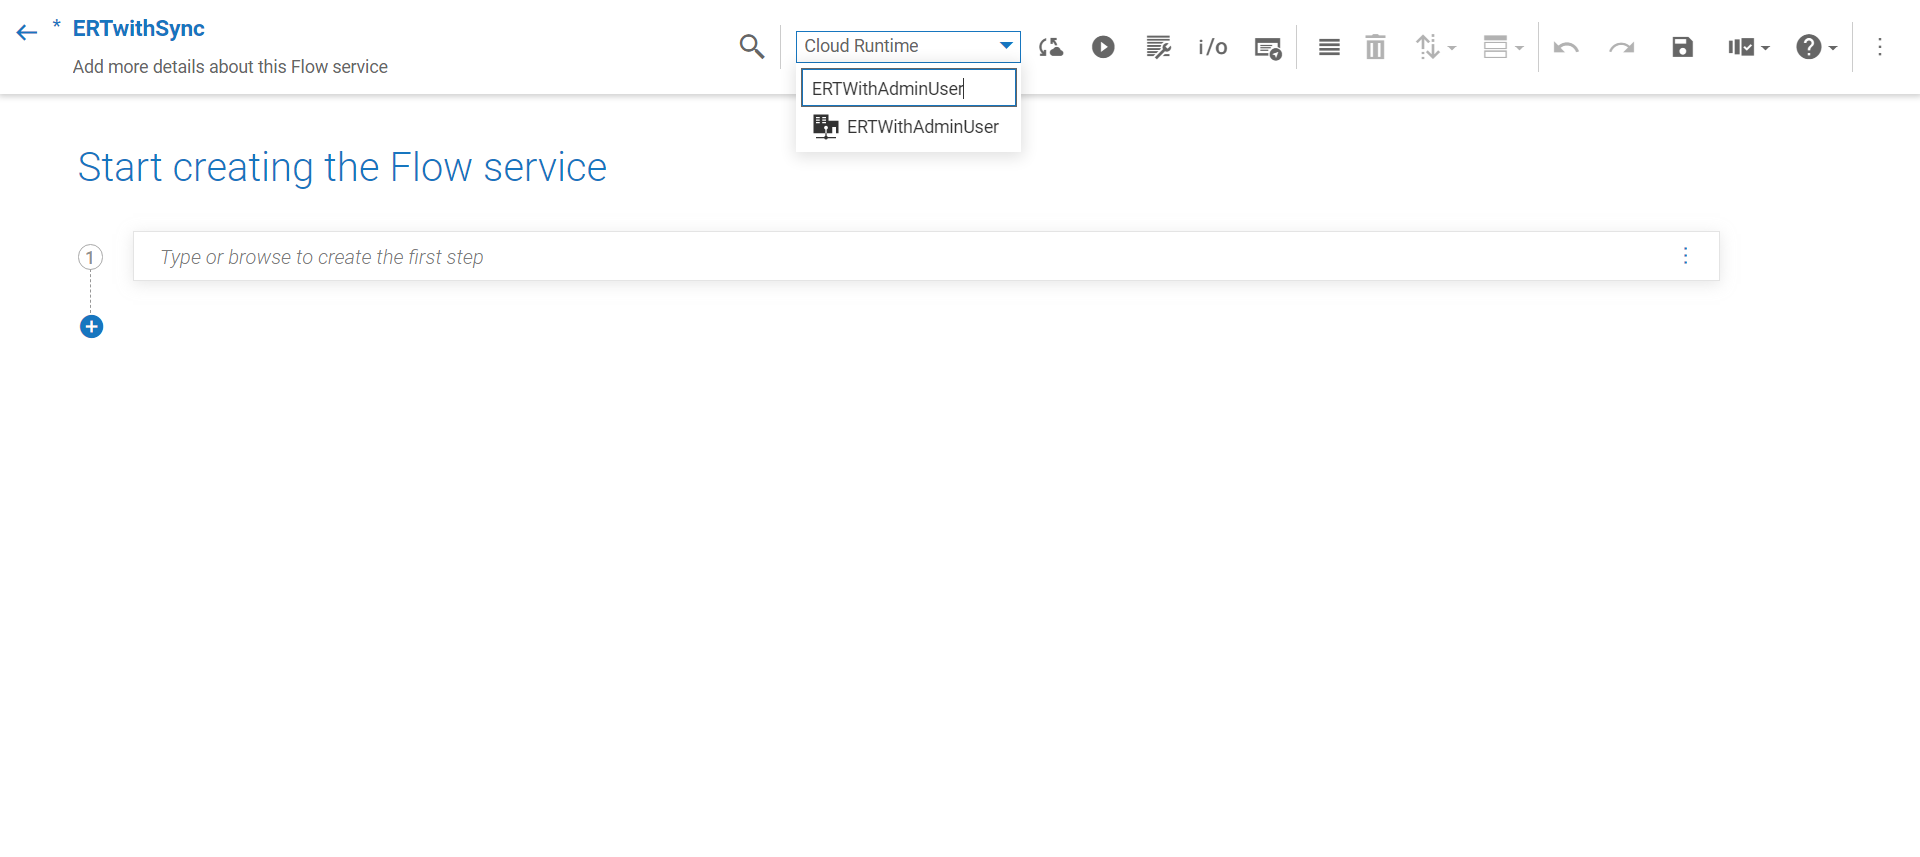 * ERTwithSync
Add more details about this Flow service
Cloud Runtime
i/o
ERTWithAdminUser
ERTWithAdminUser
Start creating the Flow service
1
Type or browse to create the first step